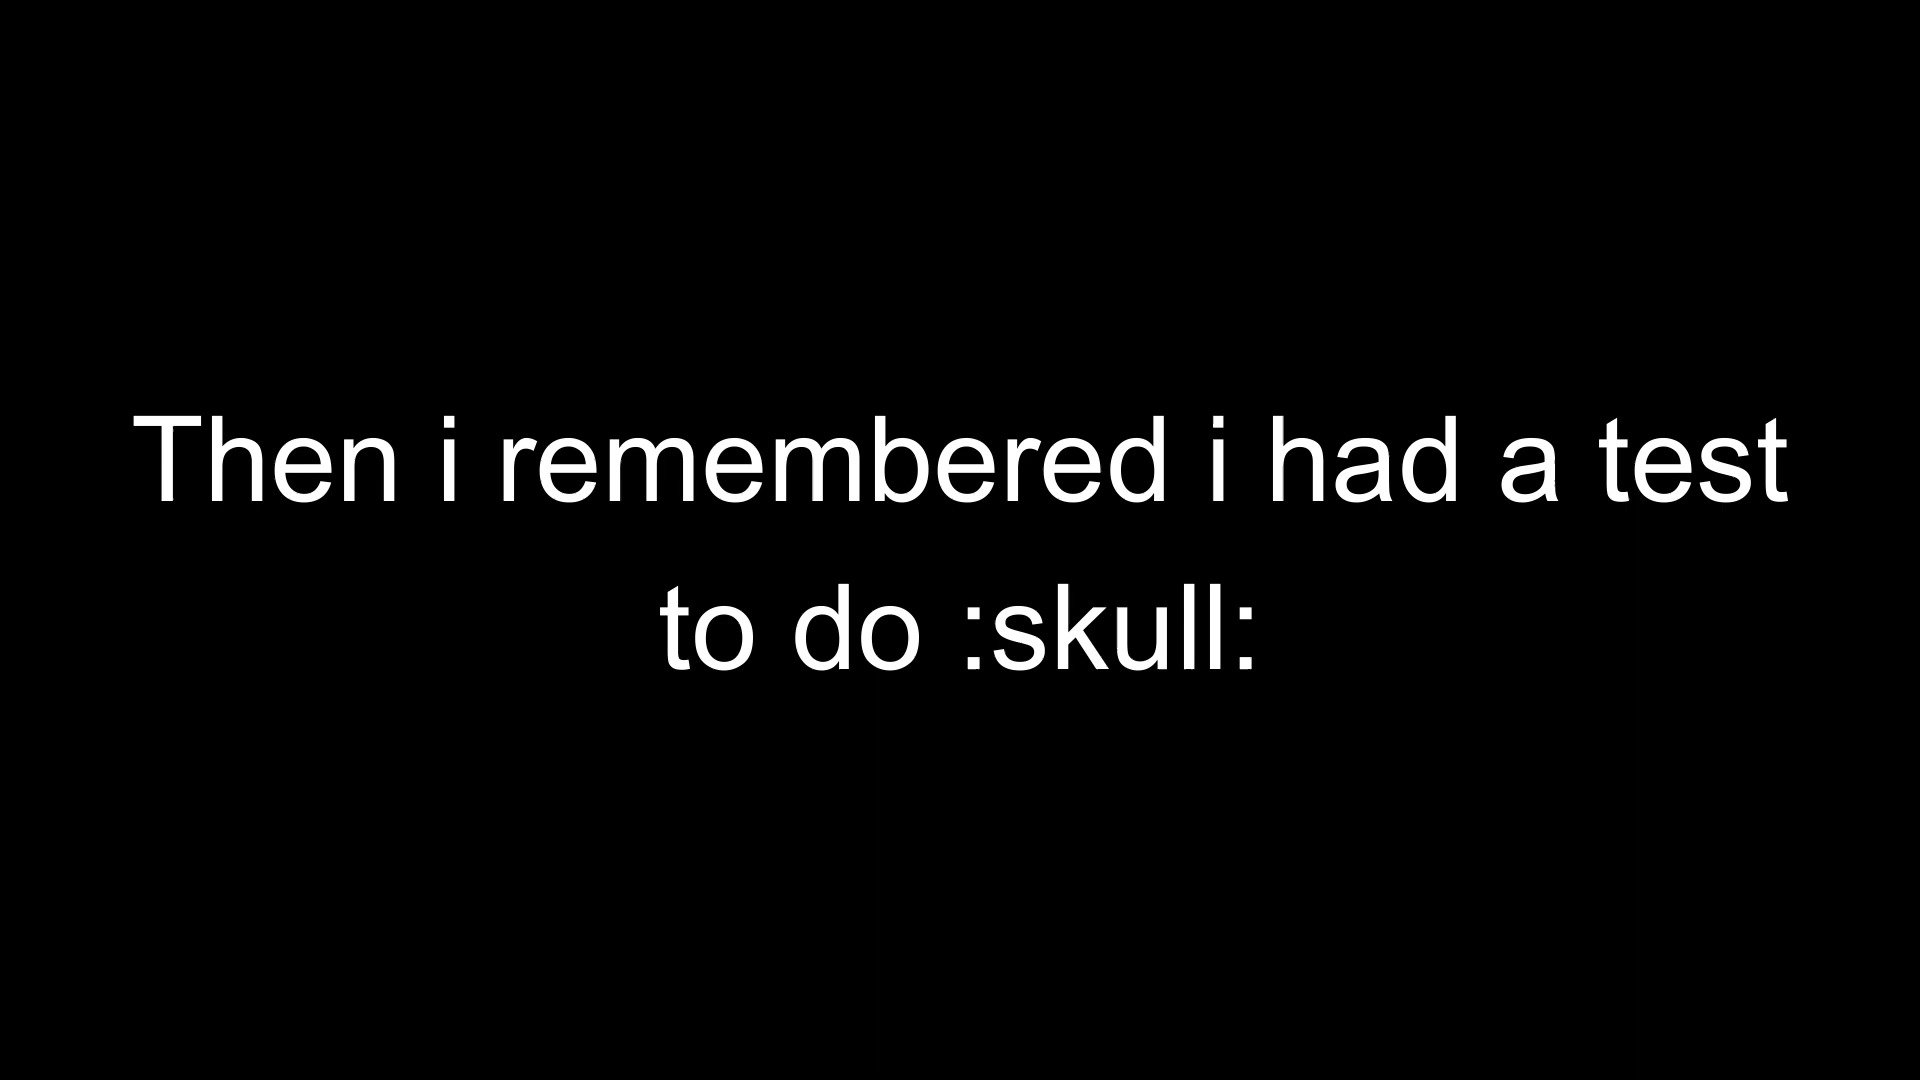 Then i remembered i had a test
to do :skull: